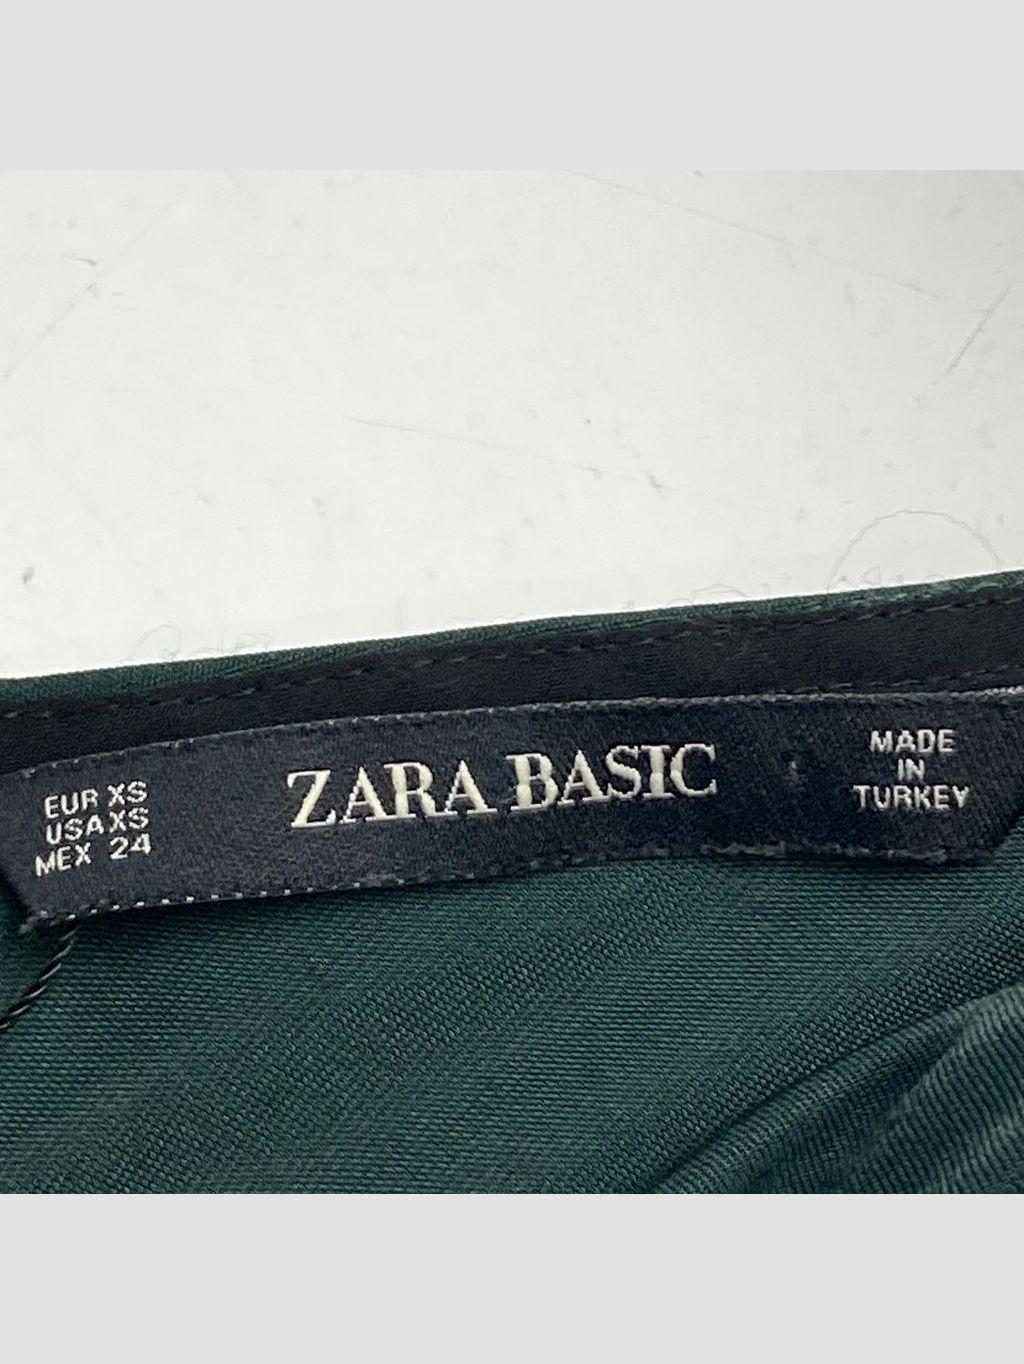 EUR XS
USA XS
MEX 24
ZARA BASIC
MADE
IN
TURKEY